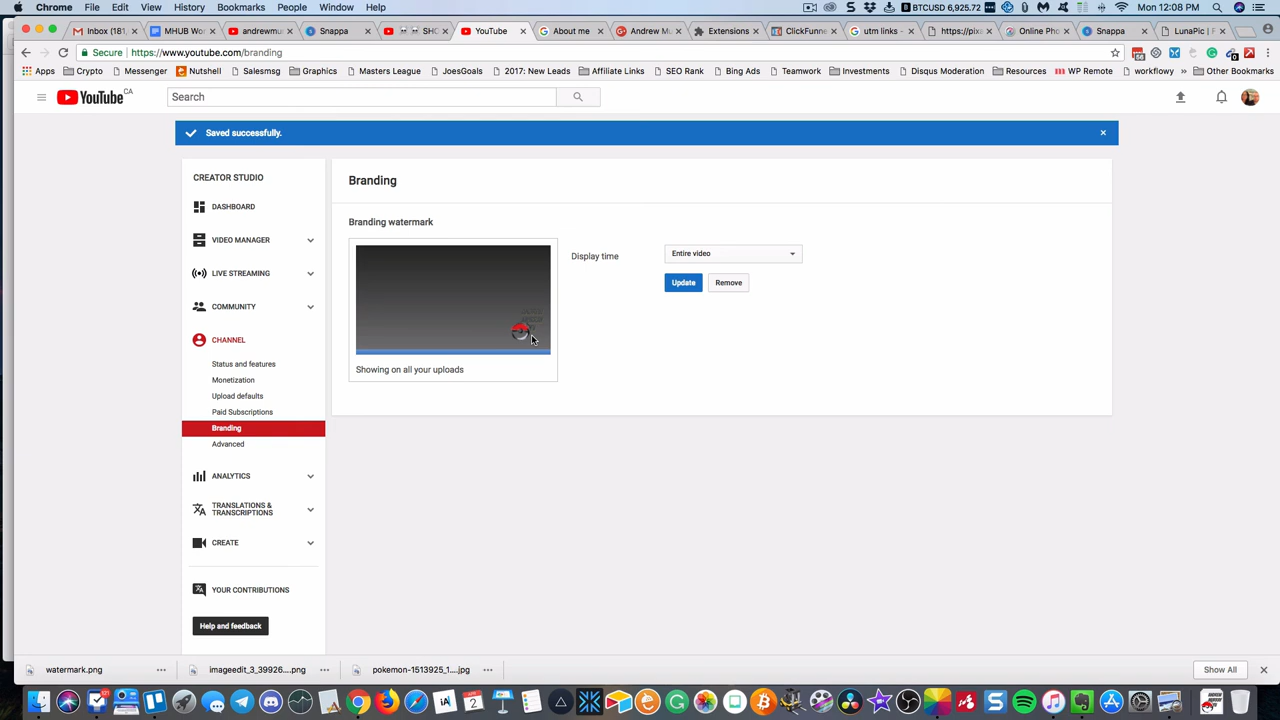 Chrome File Edit View History Bookmarks People Window Help BTCUSD 6,925.72 Mon 12:08 PM
Inbox (181, MHUB Wo andrewmu Snappa SHO YouTube About me Andrew Mu Extensions ClickFunne utm links - https://pixa Online Pho Snappa LunaPic | F
Secure https://www.youtube.com/branding
Apps Crypto Messenger Nutshell Salesmsg Graphics Masters League JoesGoals 2017: New Leads Affiliate Links SEO Rank Bing Ads Teamwork Investments Disqus Moderation Resources WP Remote workflowy » Other Bookmarks
YouTube CA
Search
Saved successfully.
CREATOR STUDIO
DASHBOARD
VIDEO MANAGER
LIVE STREAMING
COMMUNITY
CHANNEL
Status and features
Monetization
Upload defaults
Paid Subscriptions
Branding
Advanced
ANALYTICS
TRANSLATIONS &
TRANSCRIPTIONS
CREATE
YOUR CONTRIBUTIONS
Help and feedback
Branding
Branding watermark
Showing on all your uploads
Display time
Entire video
Update Remove
watermark.png imageedit_3_39926....png pokemon-1513925_1....jpg Show All